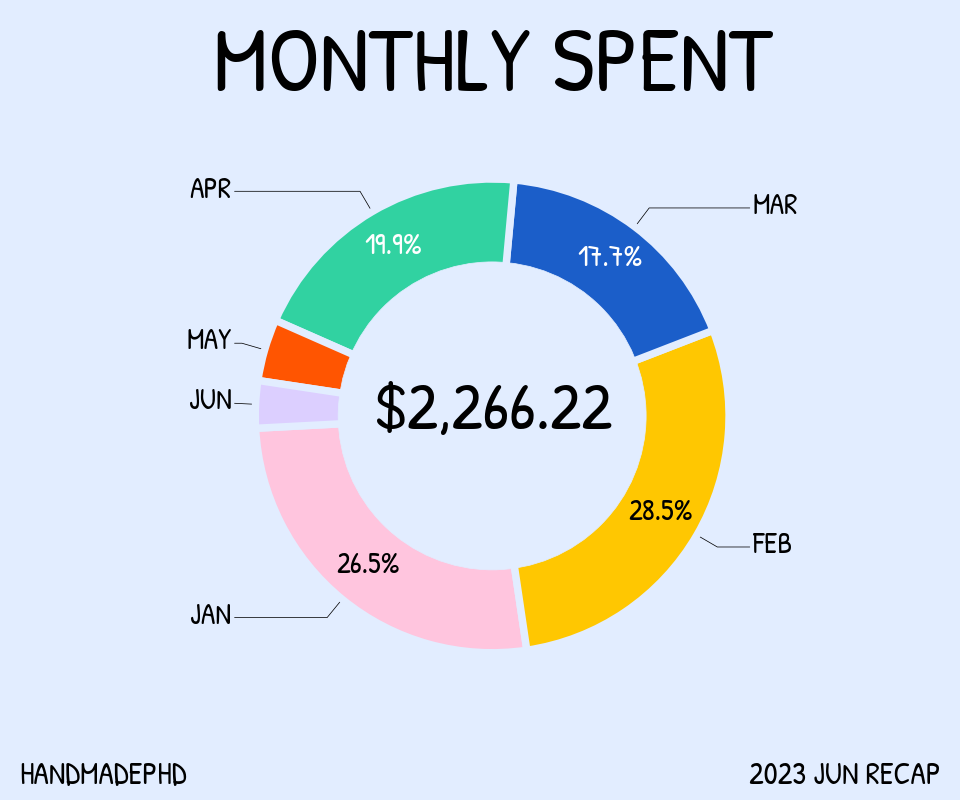 MONTHLY SPENT
APR
MAR
19.9%
17.7%
MAY
JUN
$2,266.22
28.5%
FEB
26.5%
JAN
HANDMADEPHD
2023 JUN RECAP